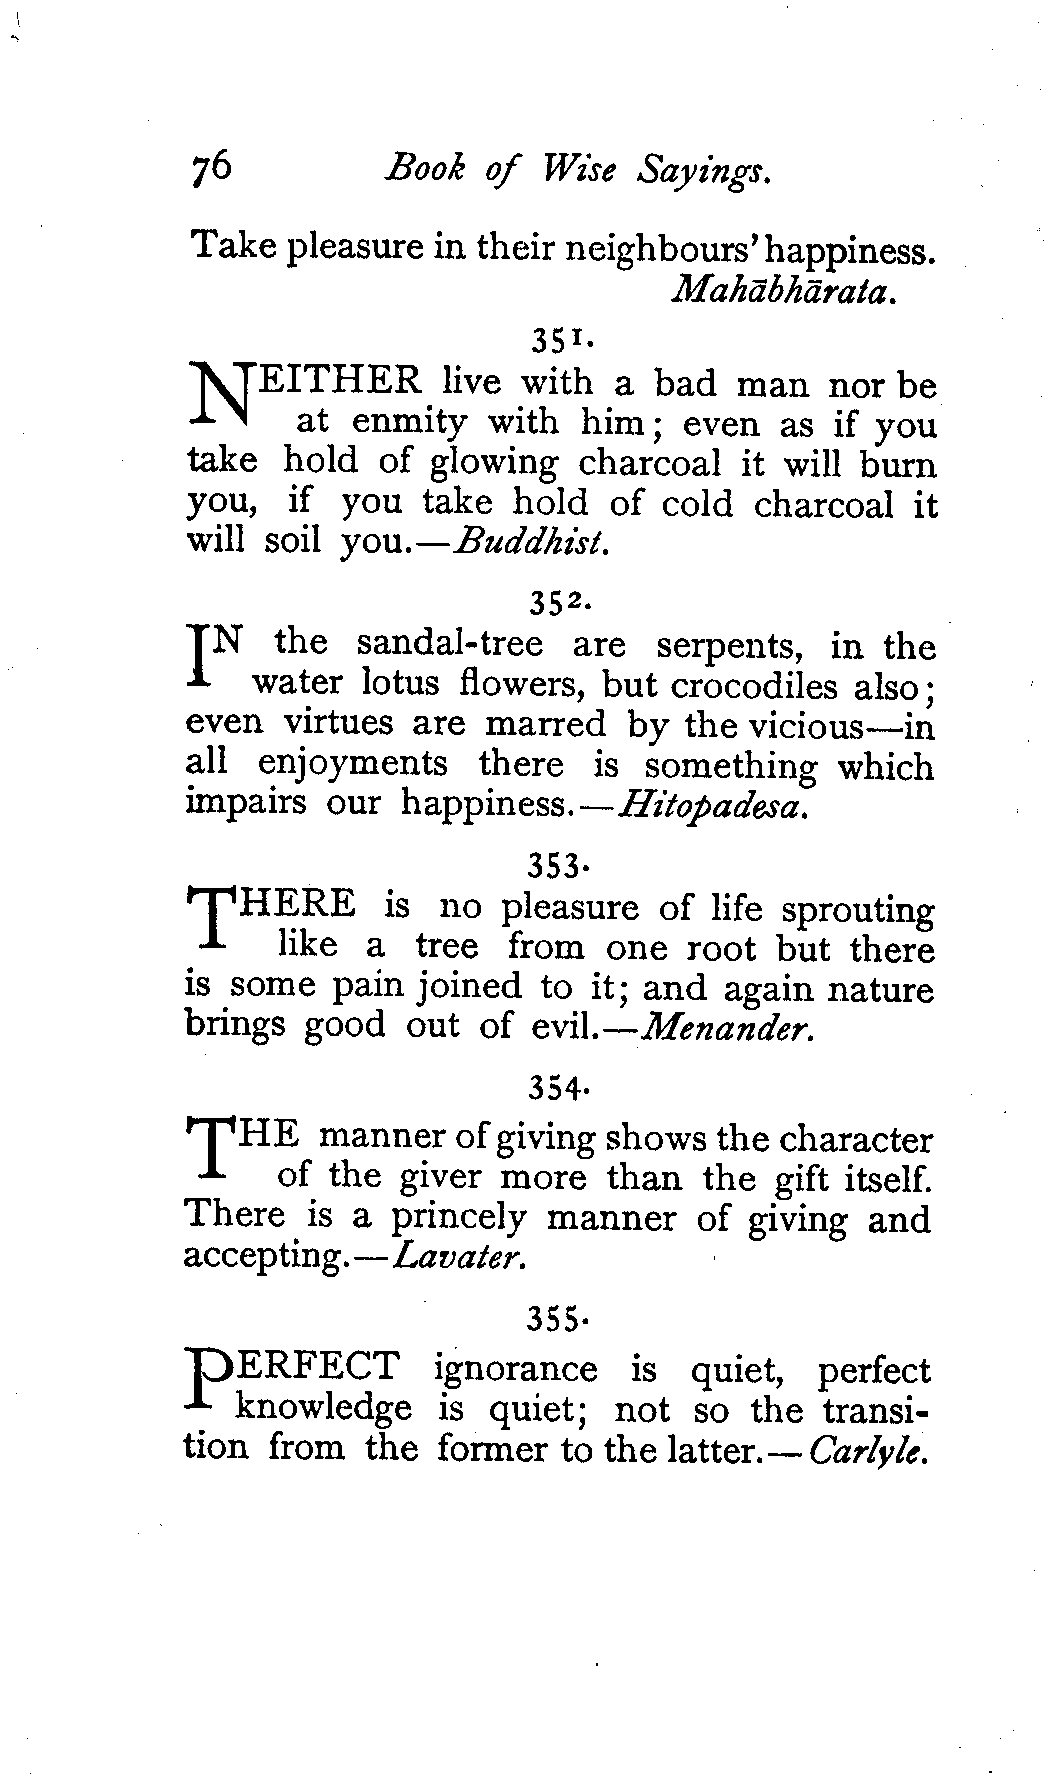 76 Book of Wise Sayings.
Take pleasure in their neighbours' happiness.
Mahābhārata.
351.
NEITHER live with a bad man nor be
at enmity with him; even as if you
take hold of glowing charcoal it will burn
you, if you take hold of cold charcoal it
will soil you.—Buddhist.
352.
IN the sandal-tree are serpents, in the
water lotus flowers, but crocodiles also;
even virtues are marred by the vicious—in
all enjoyments there is something which
impairs our happiness.—Hitopadesa.
353.
THERE is no pleasure of life sprouting
like a tree from one root but there
is some pain joined to it; and again nature
brings good out of evil.—Menander.
354.
THE manner of giving shows the character
of the giver more than the gift itself.
There is a princely manner of giving and
accepting.—Lavater.
355.
PERFECT ignorance is quiet, perfect
knowledge is quiet; not so the transi-
tion from the former to the latter.—Carlyle.